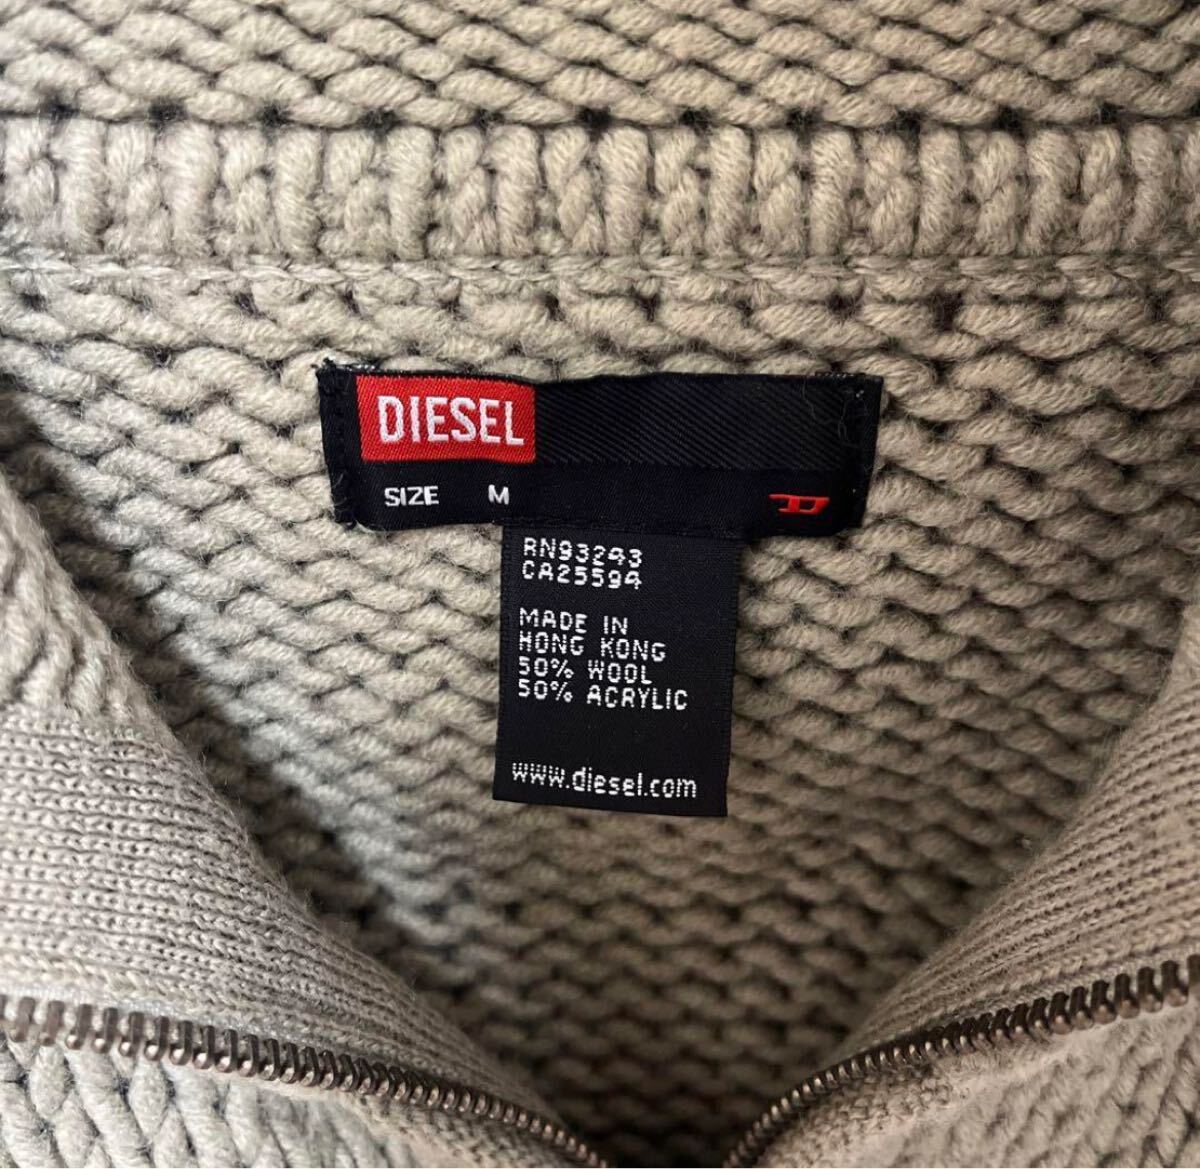 DIESEL
SIZE M
RN93243
CA25594
MADE IN
HONG KONG
50% WOOL
50% ACRYLIC
www.diesel.com